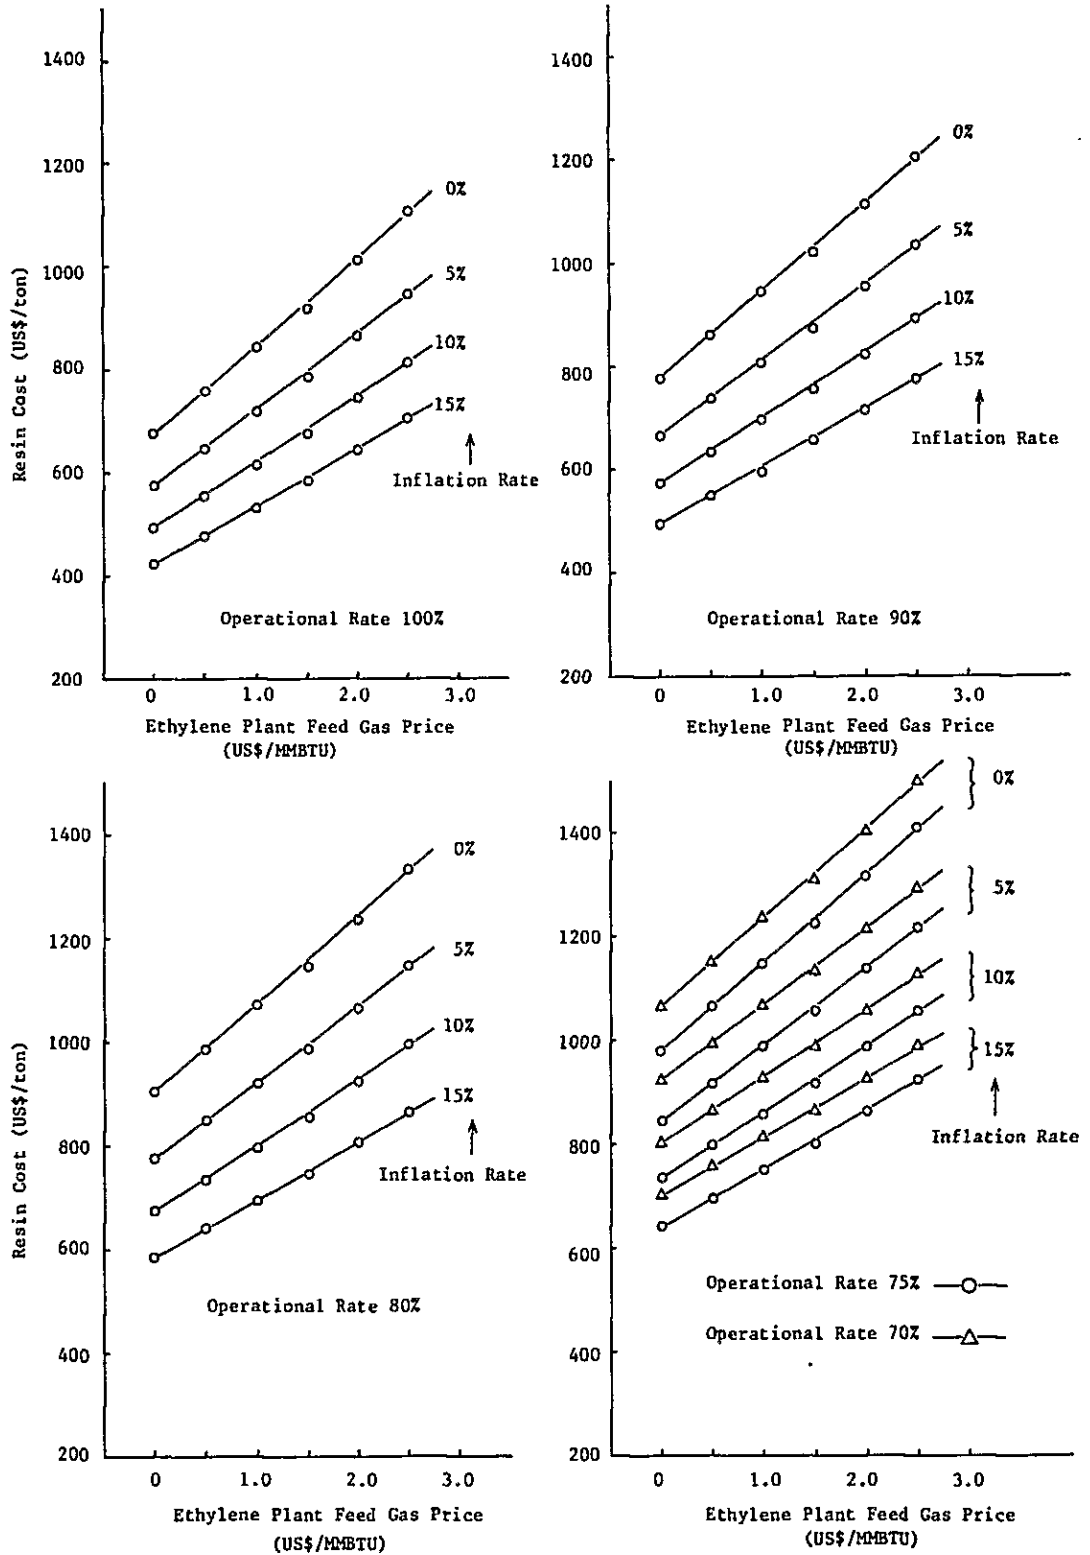 1400
1200
1000
800
600
400
200
Resin Cost (US$/ton)
0%
5%
10%
15%
Inflation Rate
Operational Rate 100%
0 1.0 2.0 3.0
Ethylene Plant Feed Gas Price
(US$/MMBTU)
1400
1200
1000
800
600
400
200
0%
5%
10%
15%
Inflation Rate
Operational Rate 90%
0 1.0 2.0 3.0
Ethylene Plant Feed Gas Price
(US$/MMBTU)
1400
1200
1000
800
600
400
200
Resin Cost (US$/ton)
0%
5%
10%
15%
Inflation Rate
Operational Rate 80%
0 1.0 2.0 3.0
Ethylene Plant Feed Gas Price
(US$/MMBTU)
1400
1200
1000
800
600
400
200
0%
5%
10%
15%
Inflation Rate
Operational Rate 75%
Operational Rate 70%
0 1.0 2.0 3.0
Ethylene Plant Feed Gas Price
(US$/MMBTU)